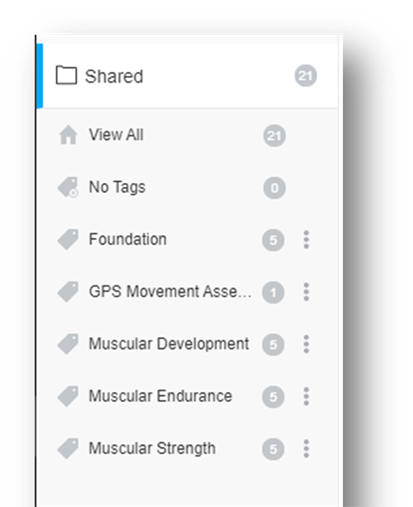 Shared 21
View All 21
No Tags 0
Foundation 5
GPS Movement Asse... 1
Muscular Development 5
Muscular Endurance 5
Muscular Strength 5